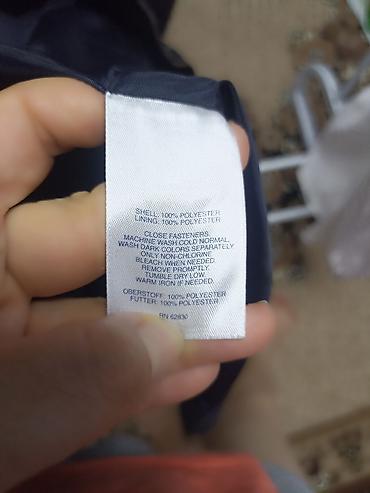 SHELL: 100% POLYESTER
LINING: 100% POLYESTER
CLOSE FASTENERS.
MACHINE WASH COLD NORMAL,
WASH DARK COLORS SEPARATELY
ONLY NON-CHLORINE
BLEACH WHEN NEEDED.
REMOVE PROMPTLY.
TUMBLE DRY LOW.
WARM IRON IF NEEDED.
OBERSTOFF: 100% POLYESTER
FUTTER: 100% POLYESTER
RN 62830